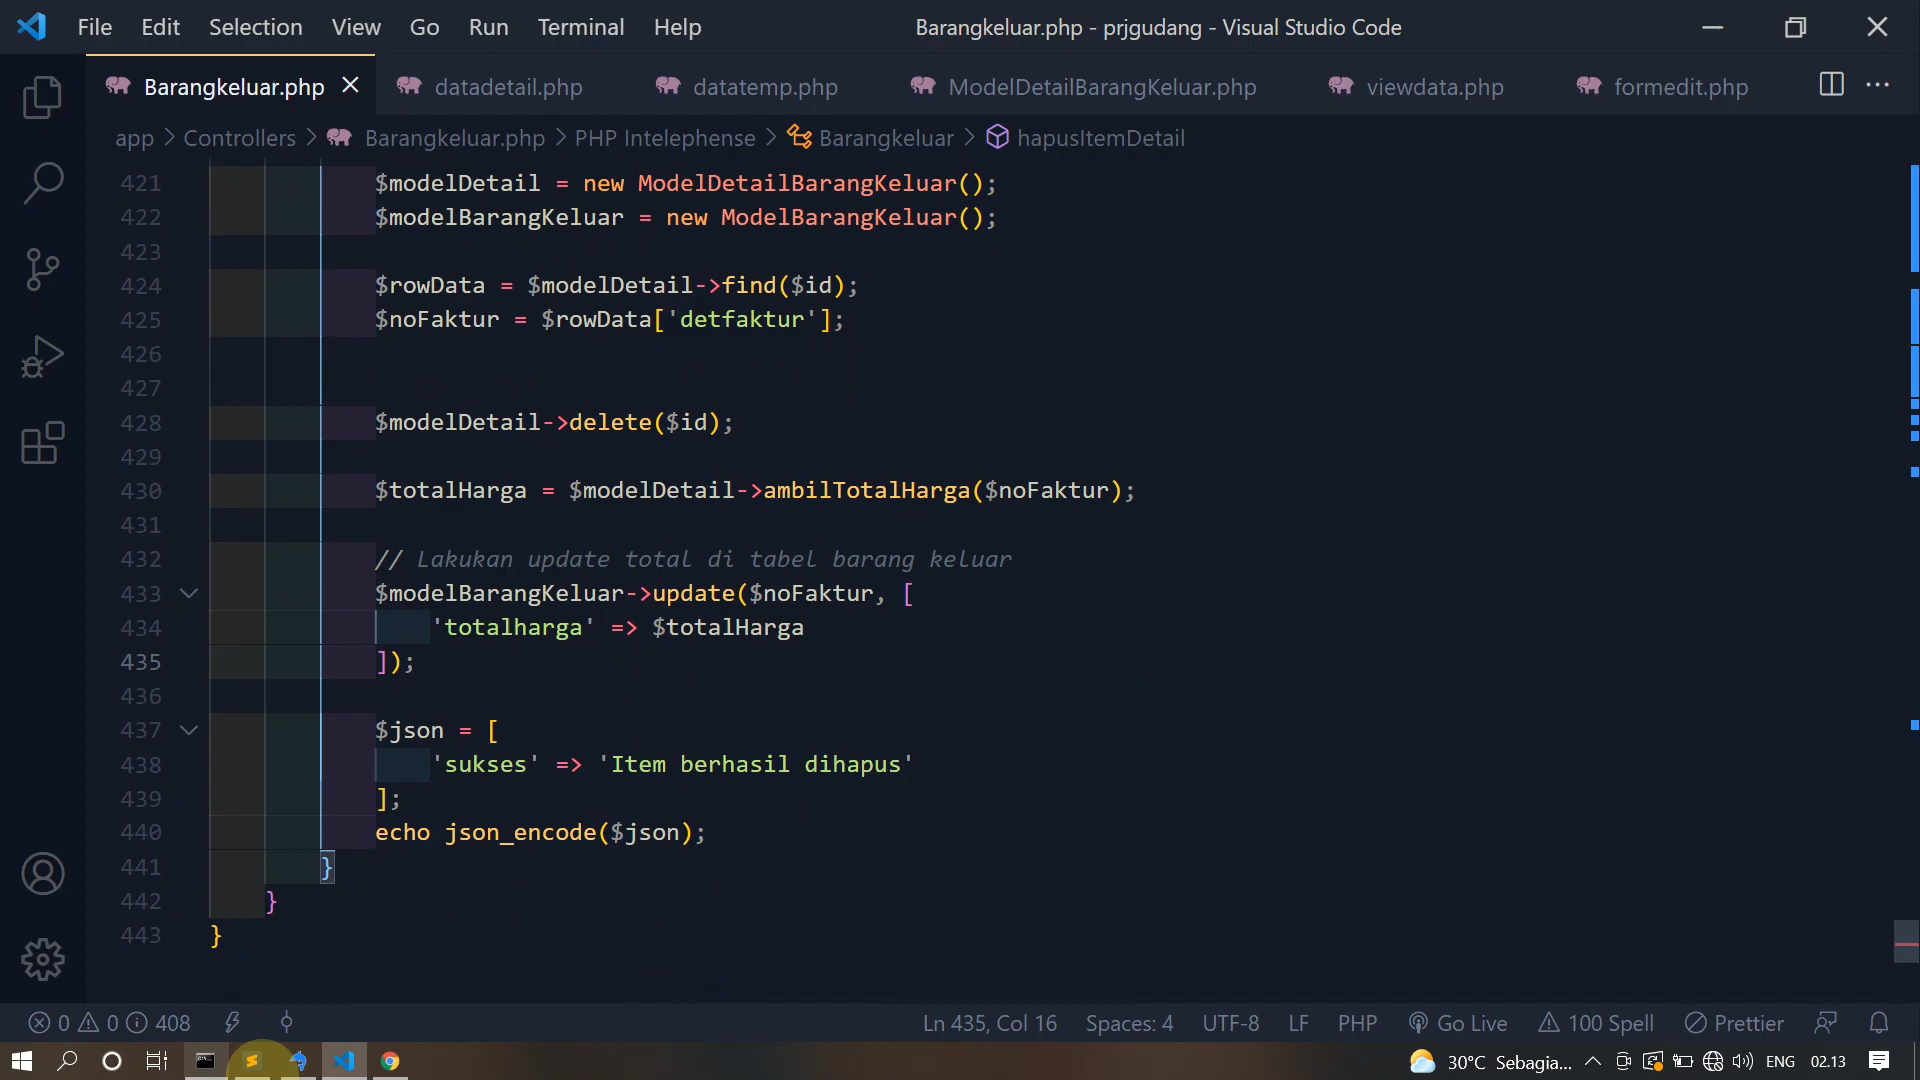 File Edit Selection View Go Run Terminal Help Barangkeluar.php - prjgudang - Visual Studio Code
Barangkeluar.php datadetail.php datatemp.php ModelDetailBarangKeluar.php viewdata.php formedit.php
app > Controllers > Barangkeluar.php > PHP Intelephense > Barangkeluar > hapusItemDetail
421 $modelDetail = new ModelDetailBarangKeluar();
422 $modelBarangKeluar = new ModelBarangKeluar();
423
424 $rowData = $modelDetail->find($id);
425 $noFaktur = $rowData['detfaktur'];
426
427
428 $modelDetail->delete($id);
429
430 $totalHarga = $modelDetail->ambilTotalHarga($noFaktur);
431
432 // Lakukan update total di tabel barang keluar
433 $modelBarangKeluar->update($noFaktur, [
434 'totalharga' => $totalHarga
435 ]);
436
437 $json = [
438 'sukses' => 'Item berhasil dihapus'
439 ];
440 echo json_encode($json);
441 }
442 }
443 }
0 0 408 Ln 435, Col 16 Spaces: 4 UTF-8 LF PHP Go Live 100 Spell Prettier
30°C Sebagia... ENG 02.13